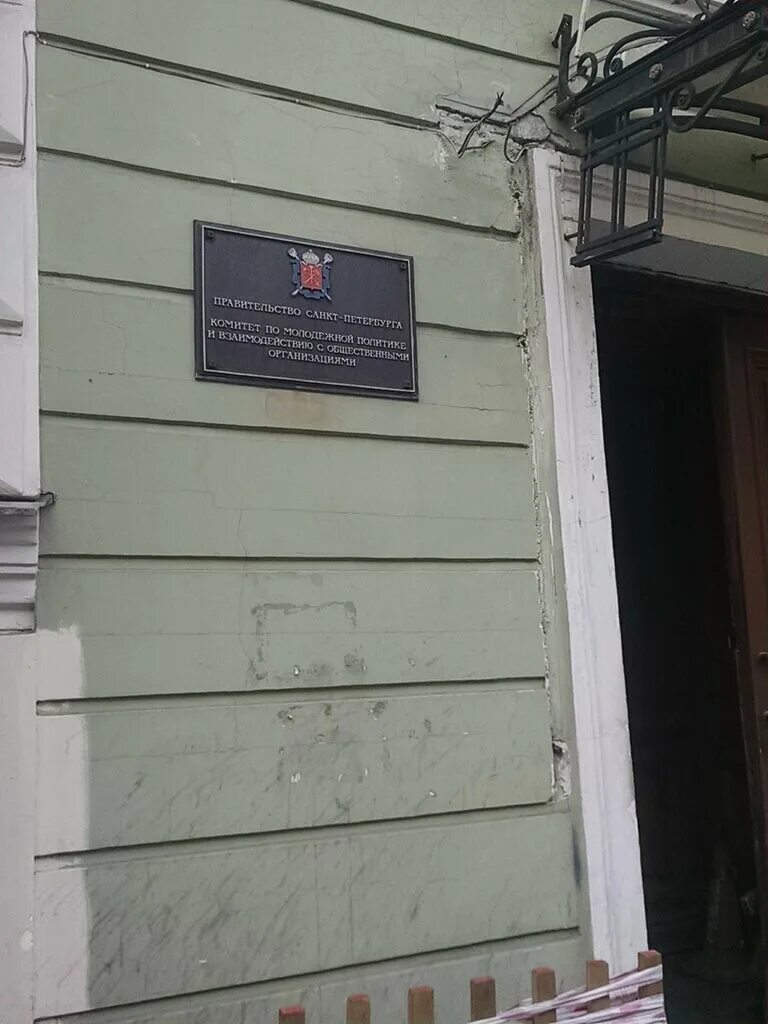 ПРАВИТЕЛЬСТВО САНКТ-ПЕТЕРБУРГА
КОМИТЕТ ПО МОЛОДЕЖНОЙ ПОЛИТИКЕ
И ВЗАИМОДЕЙСТВИЮ С ОБЩЕСТВЕННЫМИ
ОРГАНИЗАЦИЯМИ